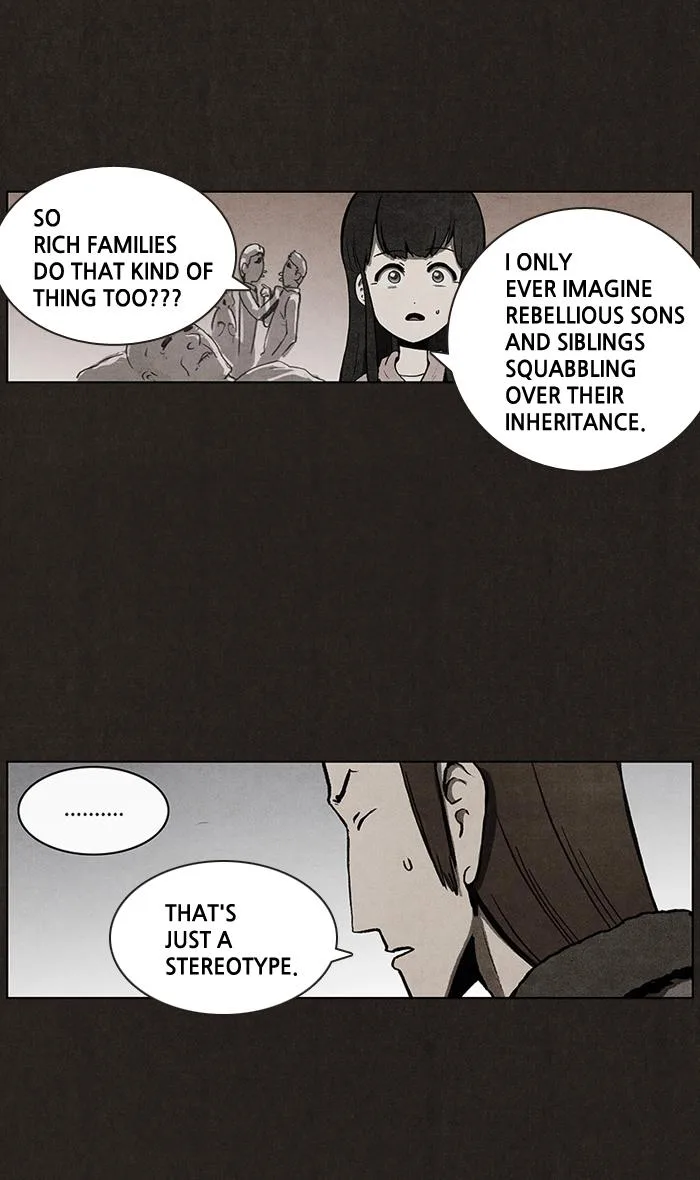 SO
RICH FAMILIES
DO THAT KIND OF
THING TOO???
I ONLY
EVER IMAGINE
REBELLIOUS SONS
AND SIBLINGS
SQUABBLING
OVER THEIR
INHERITANCE.
..........
THAT'S
JUST A
STEREOTYPE.